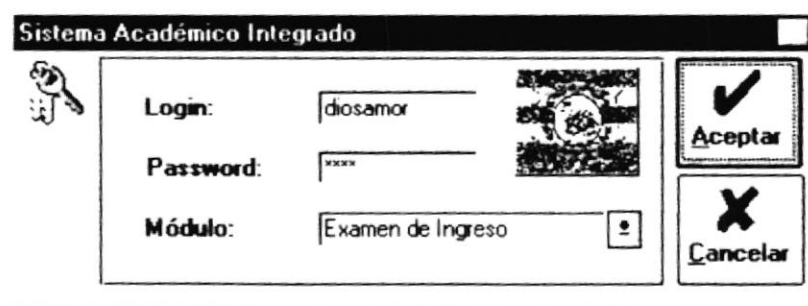 Sistema Académico Integrado
Login: diosamor
Password: ****
Módulo: Examen de Ingreso
Aceptar
Cancelar